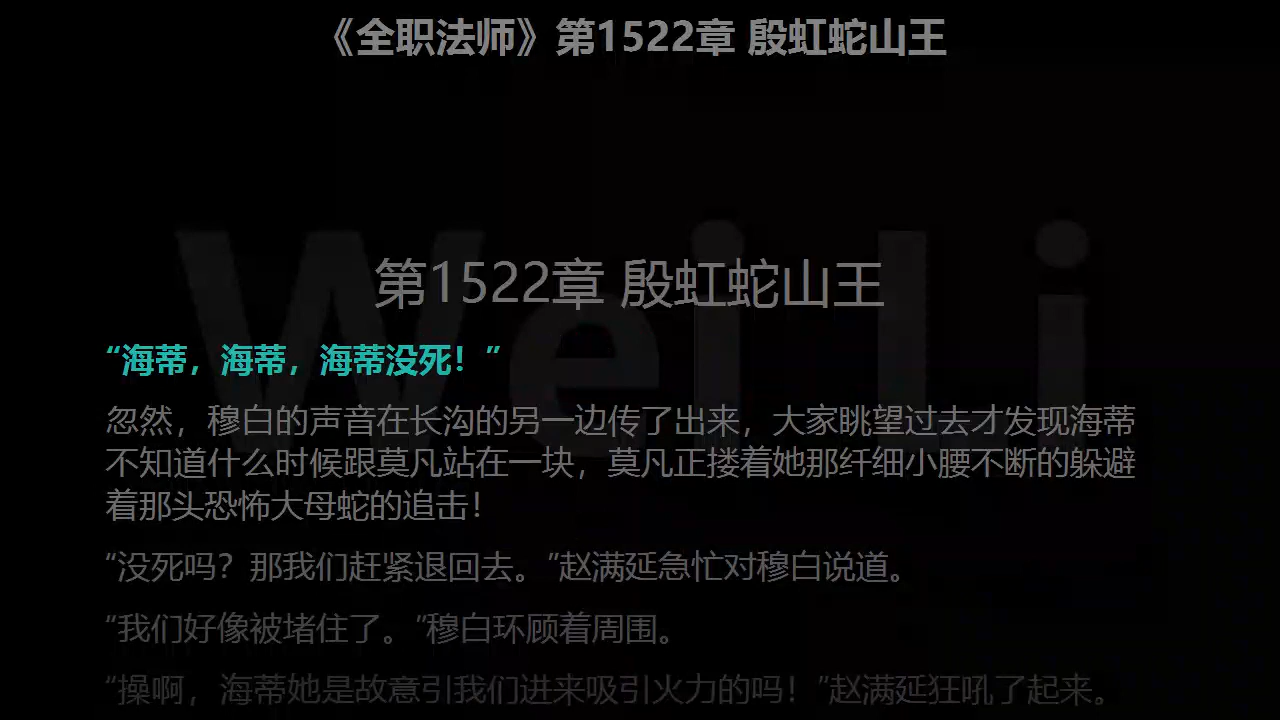 《全职法师》第1522章 殷虹蛇山王
Wei Li
第1522章 殷虹蛇山王
“海蒂，海蒂，海蒂没死！”
忽然，穆白的声音在长沟的另一边传了出来，大家眺望过去才发现海蒂
不知道什么时候跟莫凡站在一块，莫凡正搂着她那纤细小腰不断的躲避
着那头恐怖大母蛇的追击！
“没死吗？那我们赶紧退回去。”赵满延急忙对穆白说道。
“我们好像被堵住了。”穆白环顾着周围。
“操啊，海蒂她是故意引我们进来吸引火力的吗！”赵满延狂吼了起来。